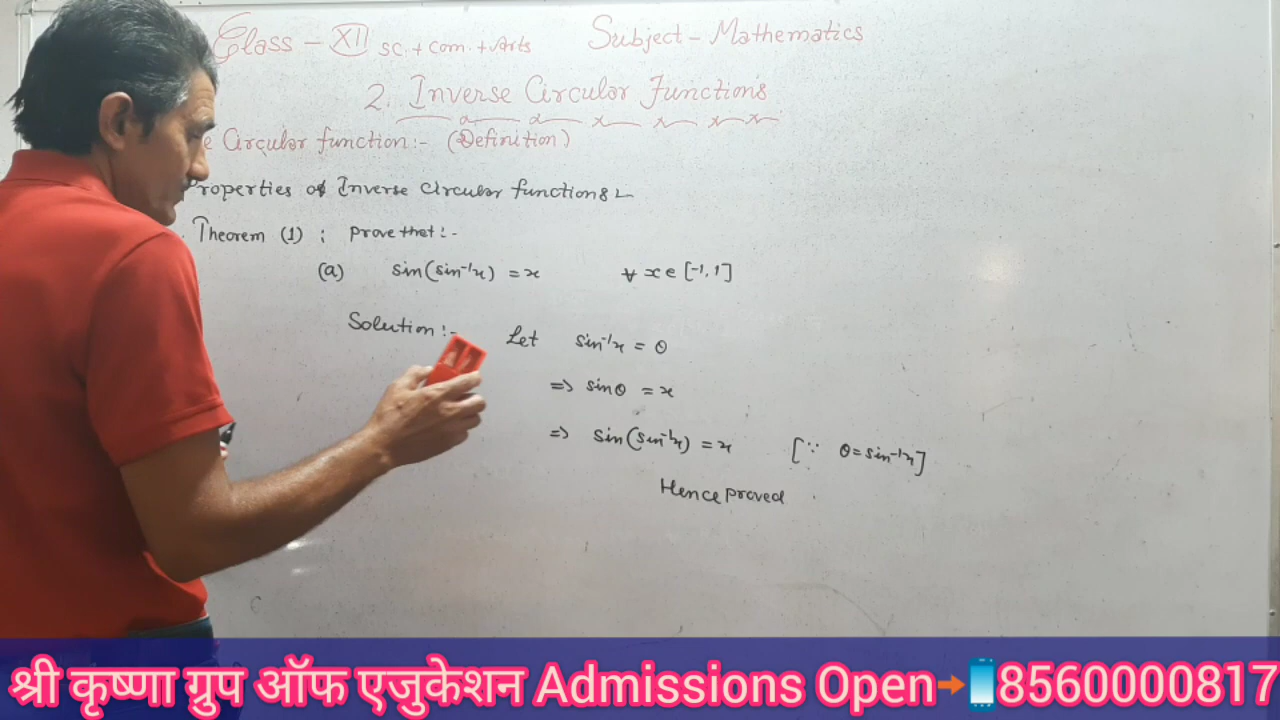 Class - XII Sc. + Com. + Arts Subject - Mathematics
2. Inverse Circular Functions
e Circular function:- (Definition)
Properties of Inverse Circular functions :-
Theorem (1) : Prove that :-
(a) sin(sin⁻¹x) = x ∀ x ∈ [-1, 1]
Solution :- Let sin⁻¹x = θ
=> sinθ = x
=> sin(sin⁻¹x) = x [∵ θ = sin⁻¹x]
Hence proved
श्री कृष्णा ग्रुप ऑफ एजुकेशन Admissions Open➝📱8560000817